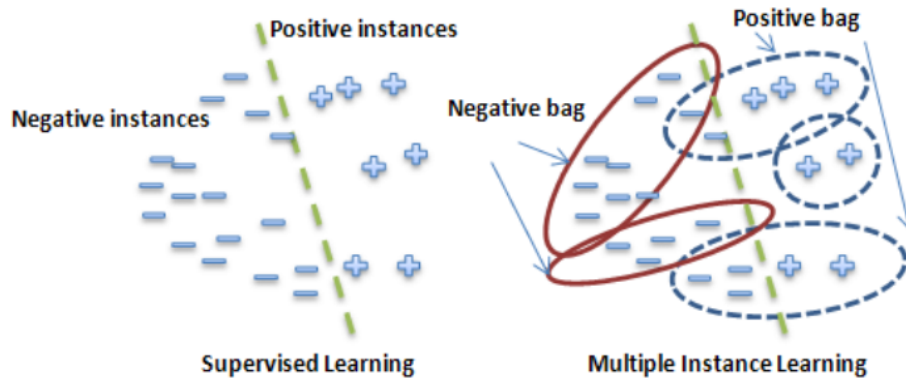 Positive instances
Negative instances
Supervised Learning
Positive bag
Negative bag
Multiple Instance Learning